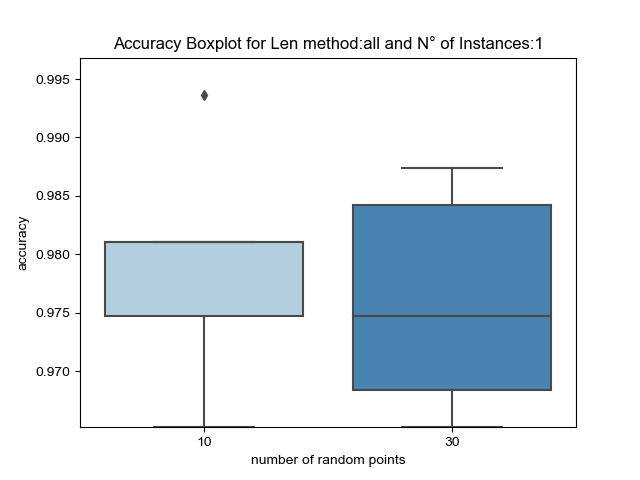 Accuracy Boxplot for Len method:all and N° of Instances:1
0.995
0.990
0.985
0.980
0.975
0.970
accuracy
10
30
number of random points